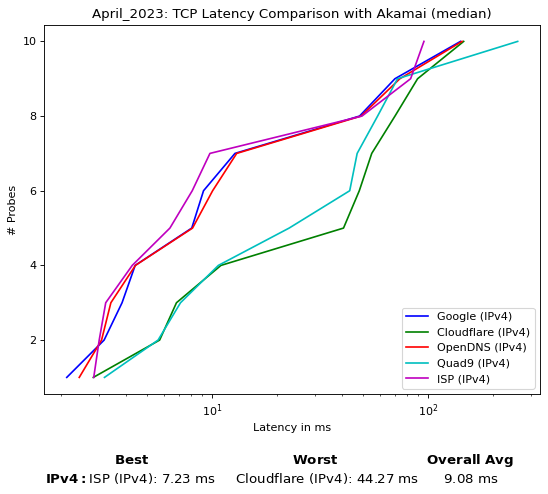 April_2023: TCP Latency Comparison with Akamai (median)
10
8
6
4
2
# Probes
Google (IPv4)
Cloudflare (IPv4)
OpenDNS (IPv4)
Quad9 (IPv4)
ISP (IPv4)
10¹ 10²
Latency in ms
Best Worst Overall Avg
IPv4: ISP (IPv4): 7.23 ms Cloudflare (IPv4): 44.27 ms 9.08 ms